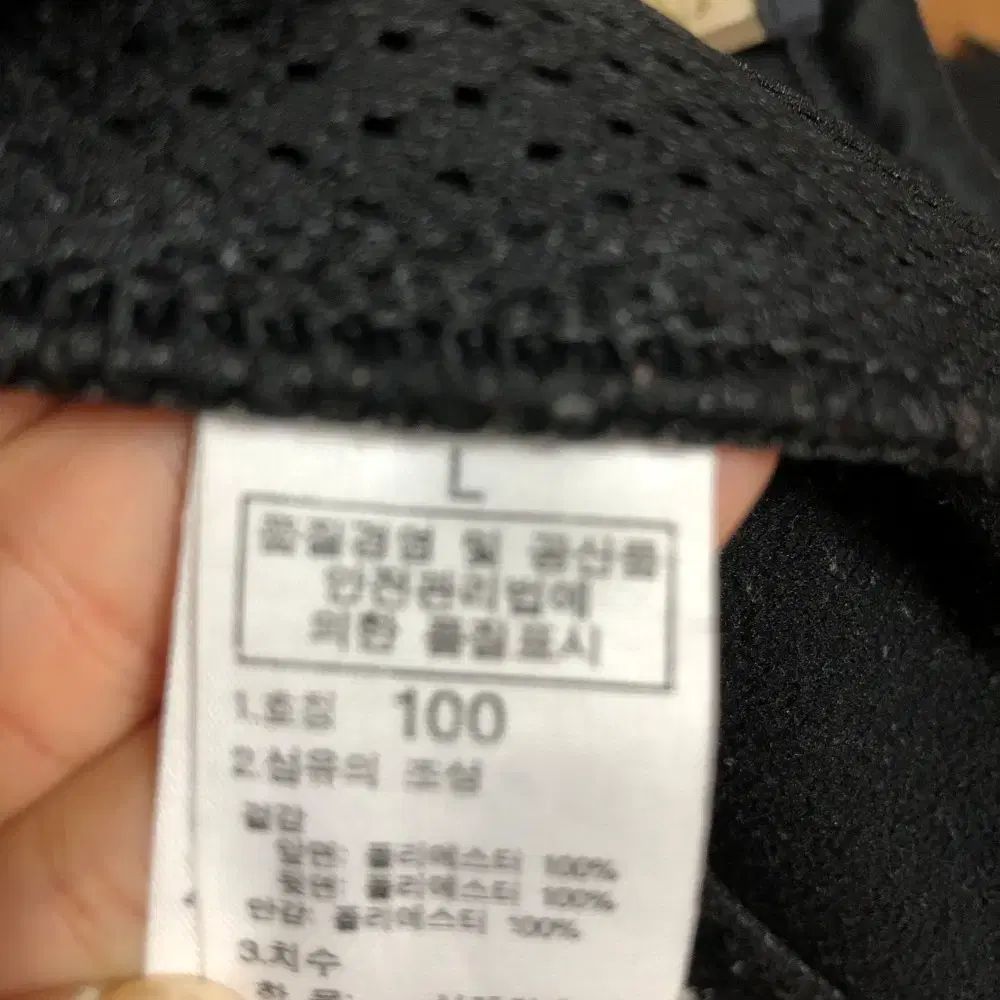 L
품질경영 및 공산품
안전관리법에
의한 품질표시
1.호칭 100
2.섬유의 조성
겉감
앞면: 폴리에스터 100%
뒷면: 폴리에스터 100%
안감: 폴리에스터 100%
3.치수